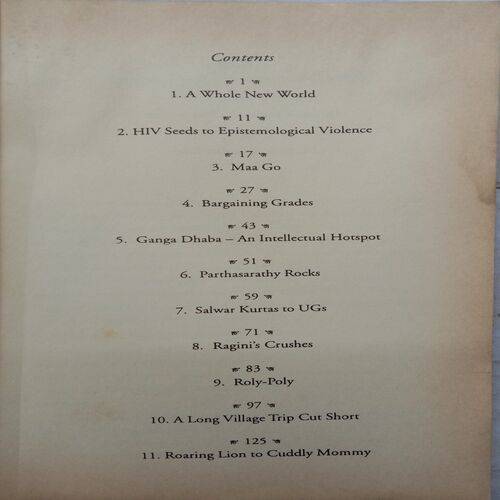 Contents
1
1. A Whole New World
11
2. HIV Seeds to Epistemological Violence
17
3. Maa Go
27
4. Bargaining Grades
43
5. Ganga Dhaba – An Intellectual Hotspot
51
6. Parthasarathy Rocks
59
7. Salwar Kurtas to UGs
71
8. Ragini's Crushes
83
9. Roly-Poly
97
10. A Long Village Trip Cut Short
125
11. Roaring Lion to Cuddly Mommy